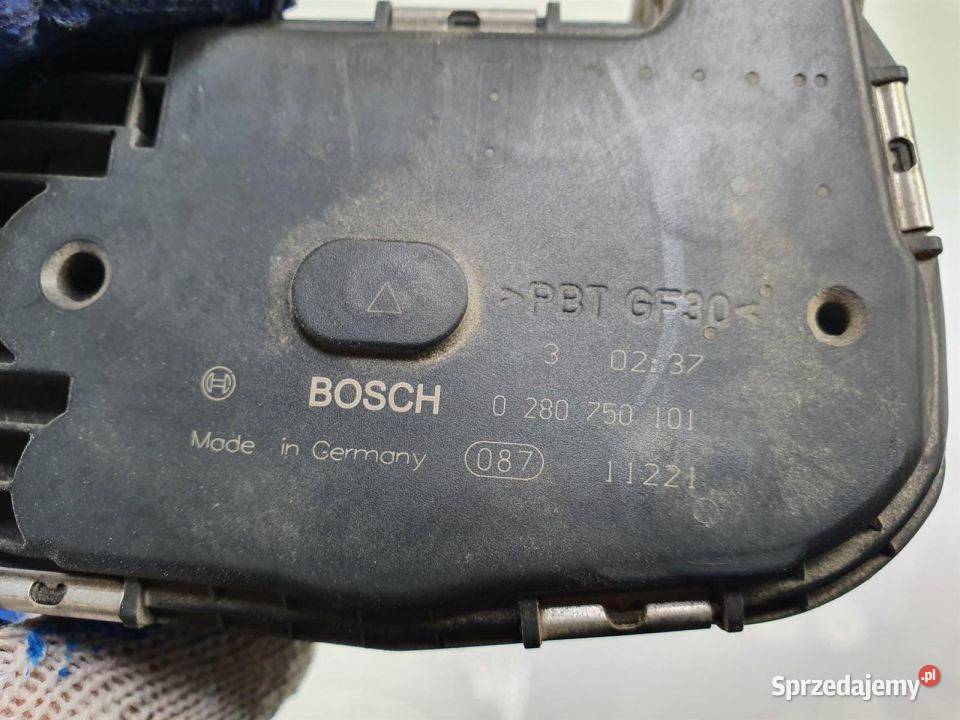 >PBT GF30<
3 02:37
BOSCH 0 280 750 101
Made in Germany 087 11221
Sprzedajemy.pl